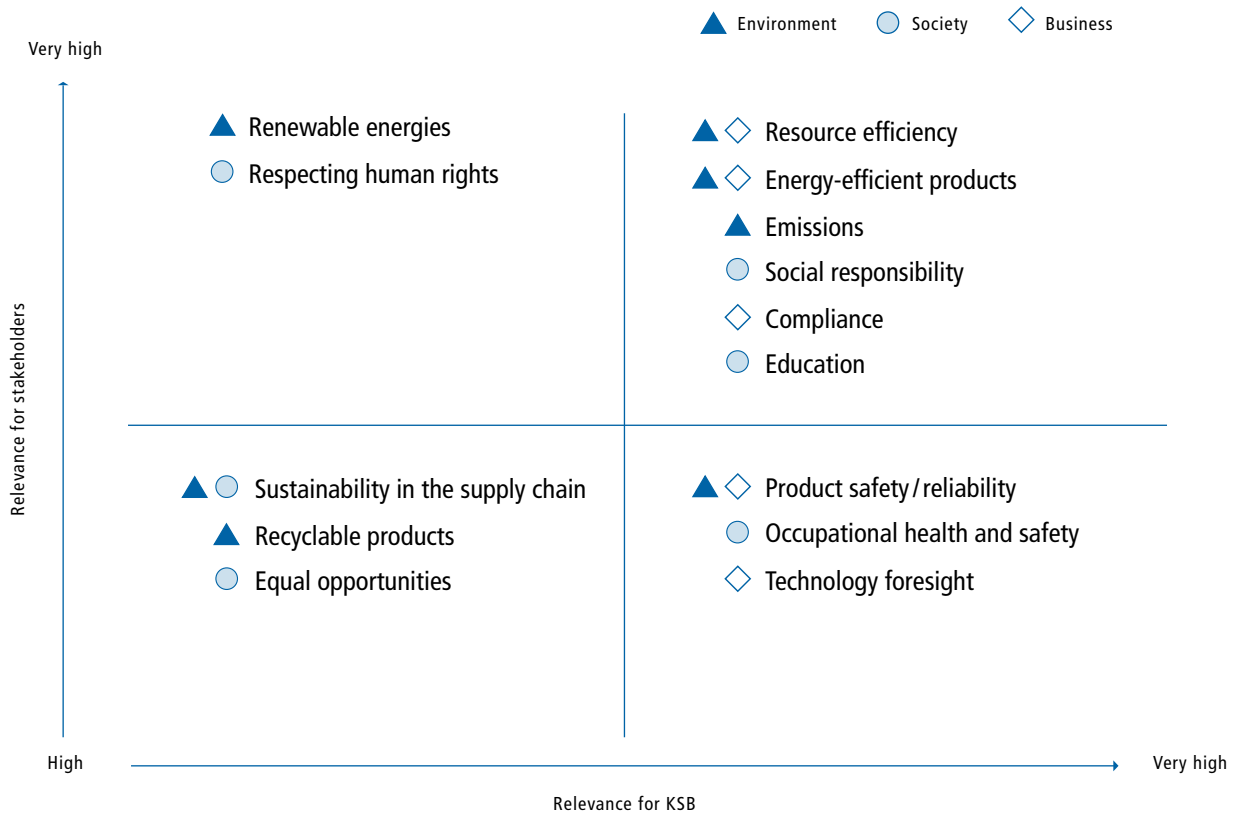 Environment
Society
Business
Very high
Renewable energies
Respecting human rights
Resource efficiency
Energy-efficient products
Emissions
Social responsibility
Compliance
Education
Relevance for stakeholders
Sustainability in the supply chain
Recyclable products
Equal opportunities
Product safety/reliability
Occupational health and safety
Technology foresight
High
Very high
Relevance for KSB